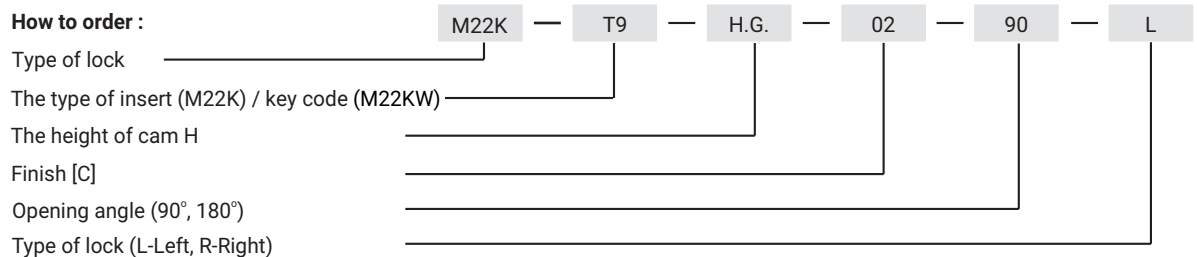 How to order : M22K — T9 — H.G. — 02 — 90 — L
Type of lock
The type of insert (M22K) / key code (M22KW)
The height of cam H
Finish [C]
Opening angle (90°, 180°)
Type of lock (L-Left, R-Right)